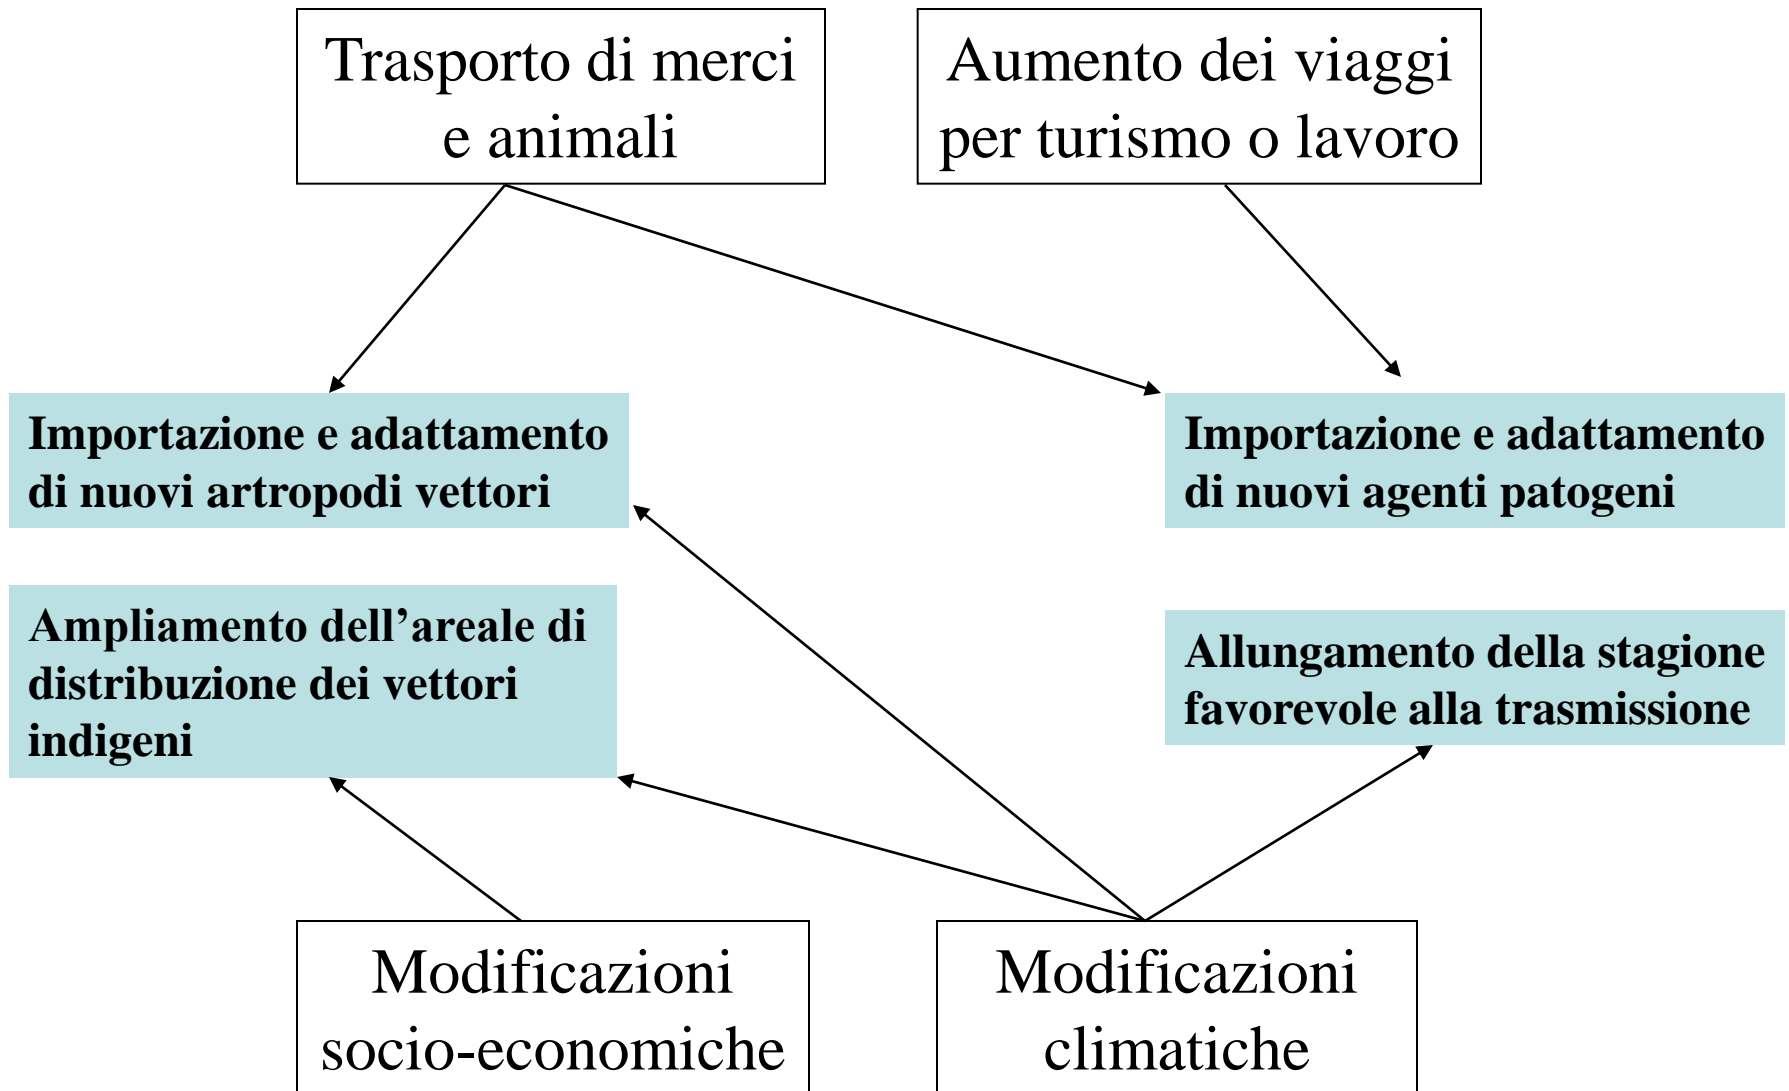 Trasporto di merci
e animali
Aumento dei viaggi
per turismo o lavoro
Importazione e adattamento
di nuovi artropodi vettori
Importazione e adattamento
di nuovi agenti patogeni
Ampliamento dell’areale di
distribuzione dei vettori
indigeni
Allungamento della stagione
favorevole alla trasmissione
Modificazioni
socio-economiche
Modificazioni
climatiche